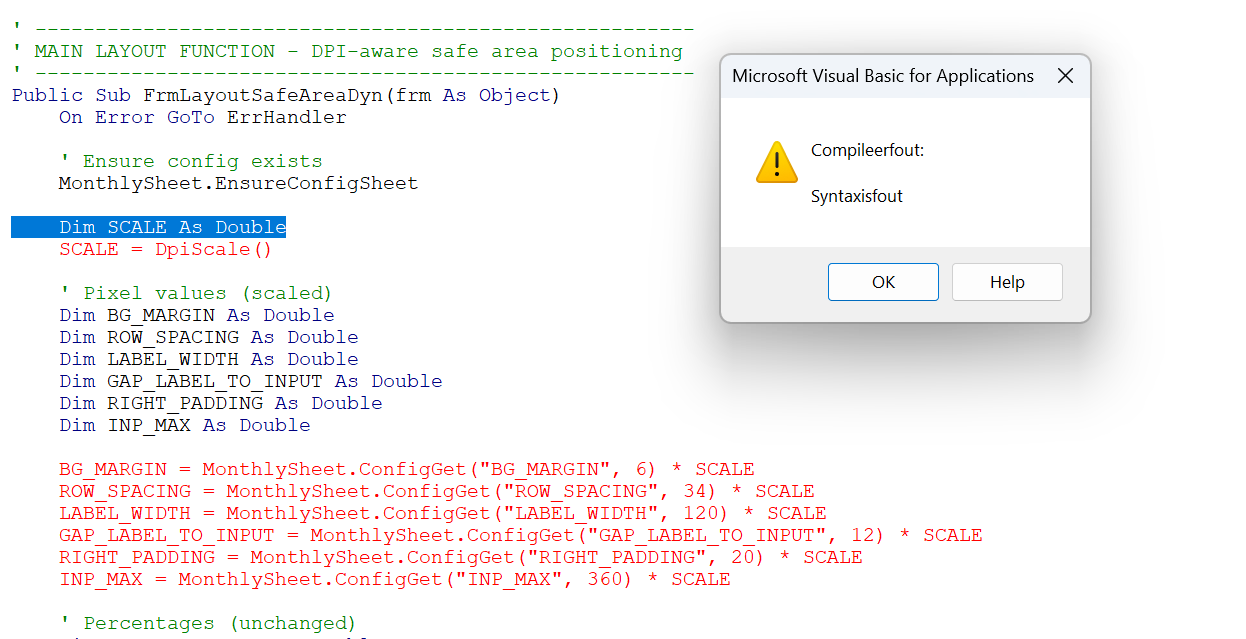 ' -------------------------------------------------------
' MAIN LAYOUT FUNCTION - DPI-aware safe area positioning
' -------------------------------------------------------
Public Sub FrmLayoutSafeAreaDyn(frm As Object)
    On Error GoTo ErrHandler
    ' Ensure config exists
    MonthlySheet.EnsureConfigSheet
    Dim SCALE As Double
    SCALE = DpiScale()
    ' Pixel values (scaled)
    Dim BG_MARGIN As Double
    Dim ROW_SPACING As Double
    Dim LABEL_WIDTH As Double
    Dim GAP_LABEL_TO_INPUT As Double
    Dim RIGHT_PADDING As Double
    Dim INP_MAX As Double
    BG_MARGIN = MonthlySheet.ConfigGet("BG_MARGIN", 6) * SCALE
    ROW_SPACING = MonthlySheet.ConfigGet("ROW_SPACING", 34) * SCALE
    LABEL_WIDTH = MonthlySheet.ConfigGet("LABEL_WIDTH", 120) * SCALE
    GAP_LABEL_TO_INPUT = MonthlySheet.ConfigGet("GAP_LABEL_TO_INPUT", 12) * SCALE
    RIGHT_PADDING = MonthlySheet.ConfigGet("RIGHT_PADDING", 20) * SCALE
    INP_MAX = MonthlySheet.ConfigGet("INP_MAX", 360) * SCALE
    ' Percentages (unchanged)
Microsoft Visual Basic for Applications
Compileerfout:
Syntaxisfout
OK
Help